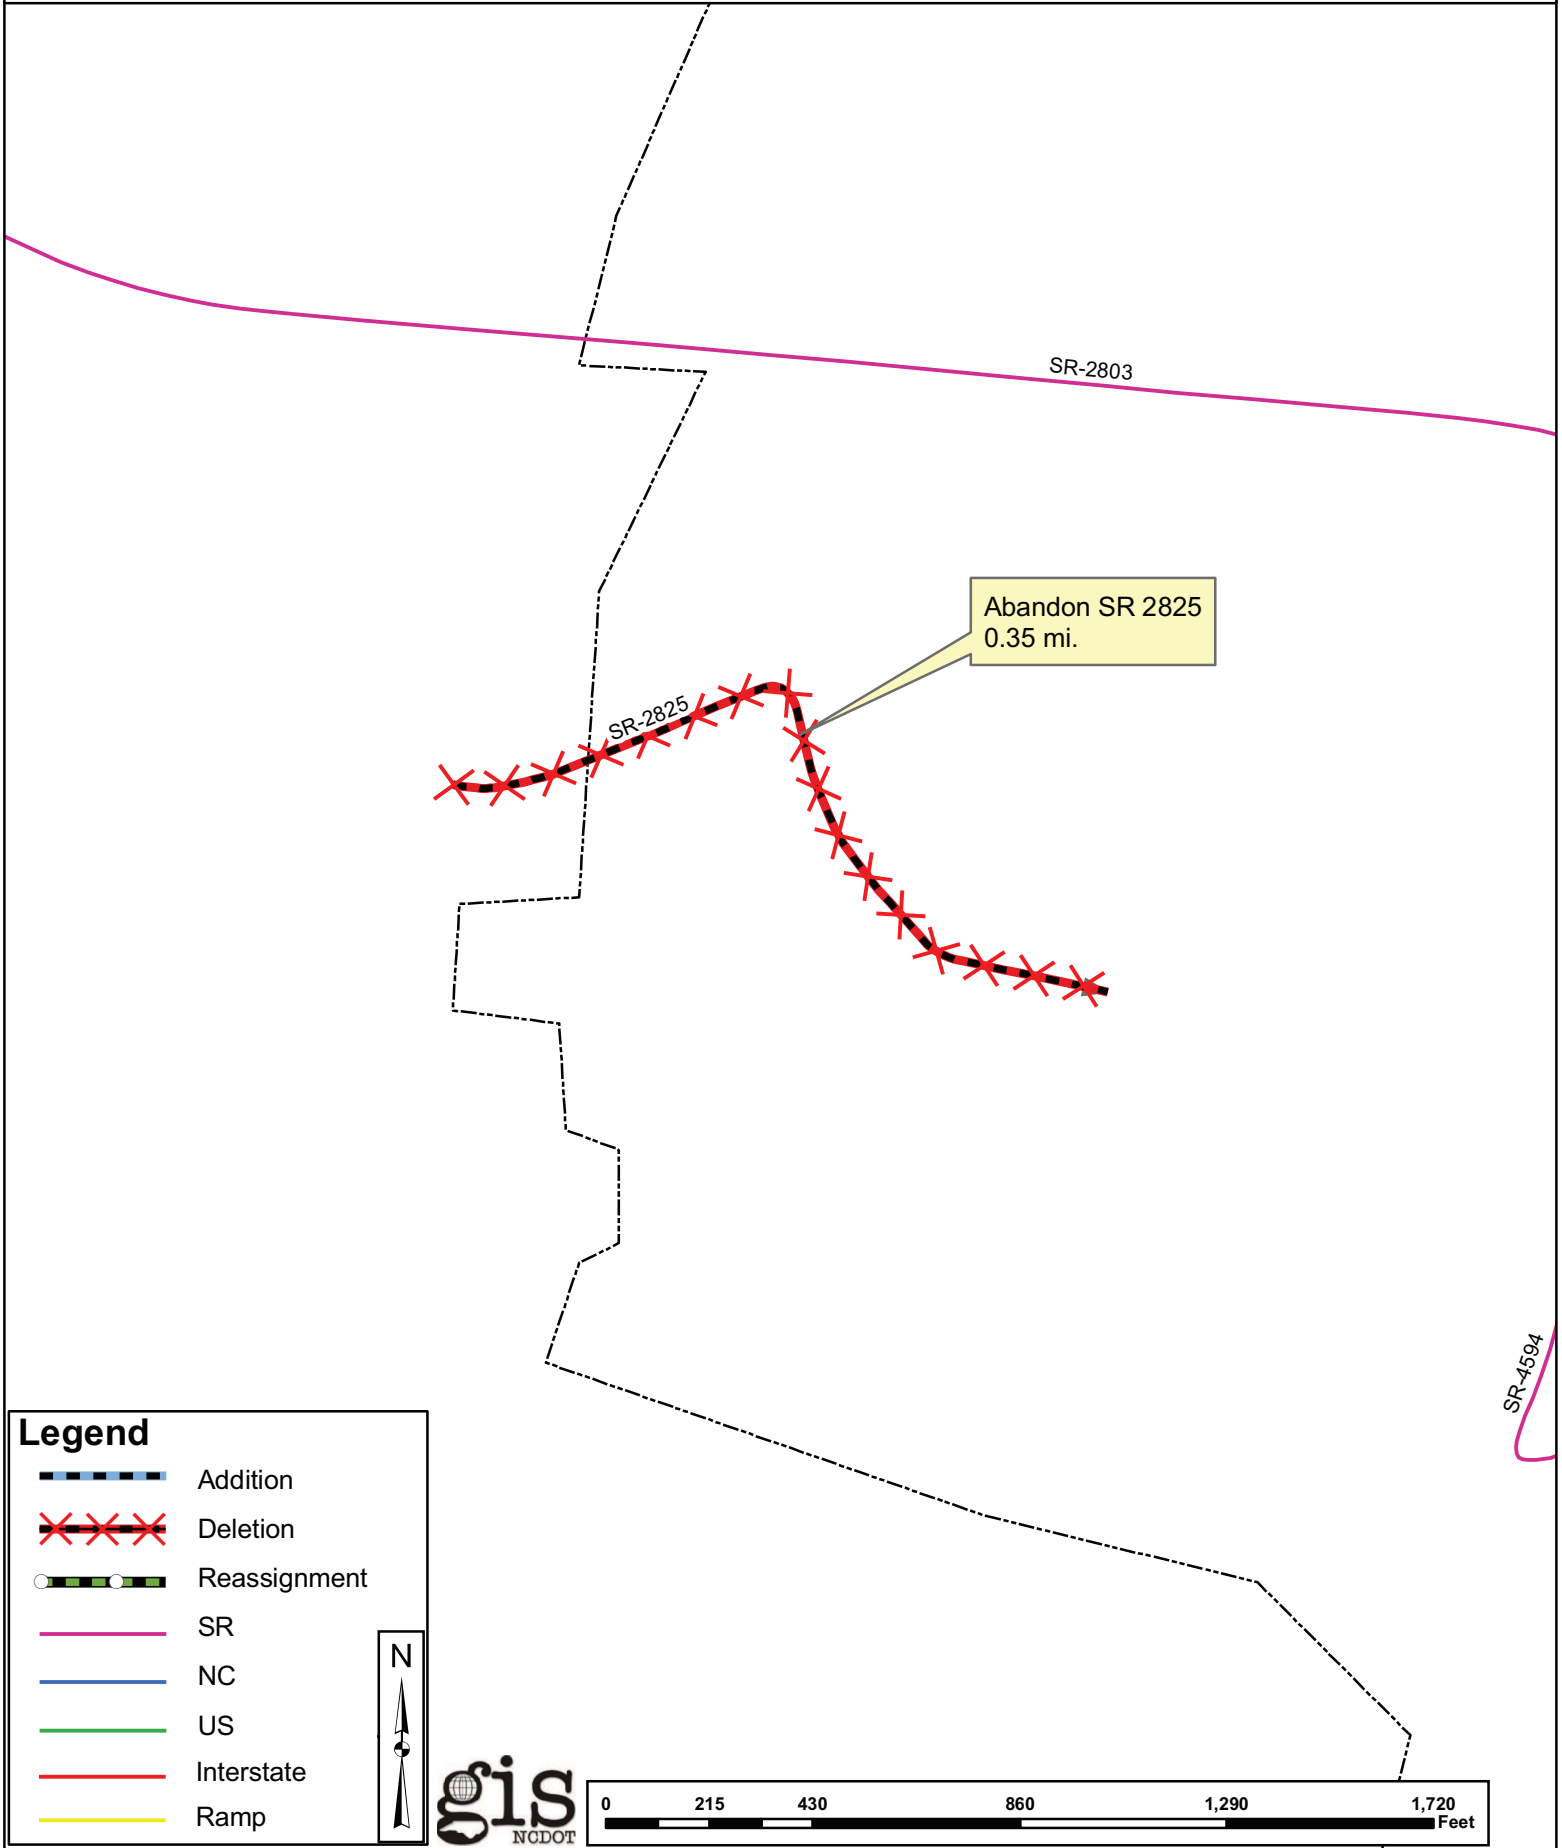 SR-2803
Abandon SR 2825
0.35 mi.
SR-2825
SR-4594
Legend
Addition
Deletion
Reassignment
SR
NC
US
Interstate
Ramp
N
gis
NCDOT
0 215 430 860 1,290 1,720
Feet